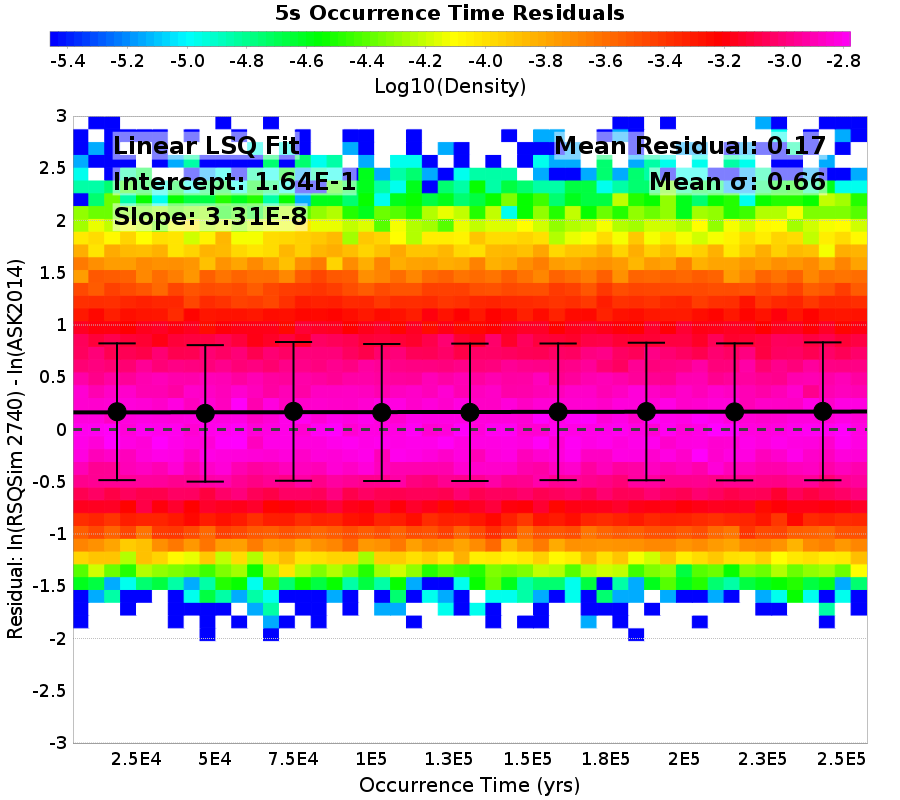 5s Occurrence Time Residuals
-5.4 -5.2 -5.0 -4.8 -4.6 -4.4 -4.2 -4.0 -3.8 -3.6 -3.4 -3.2 -3.0 -2.8
Log10(Density)
Linear LSQ Fit
Mean Residual: 0.17
Intercept: 1.64E-1
Mean σ: 0.66
Slope: 3.31E-8
3
2.5
2
1.5
1
0.5
0
-0.5
-1
-1.5
-2
-2.5
-3
Residual: ln(RSQSim 2740) - ln(ASK2014)
2.5E4 5E4 7.5E4 1E5 1.3E5 1.5E5 1.8E5 2E5 2.3E5 2.5E5
Occurrence Time (yrs)